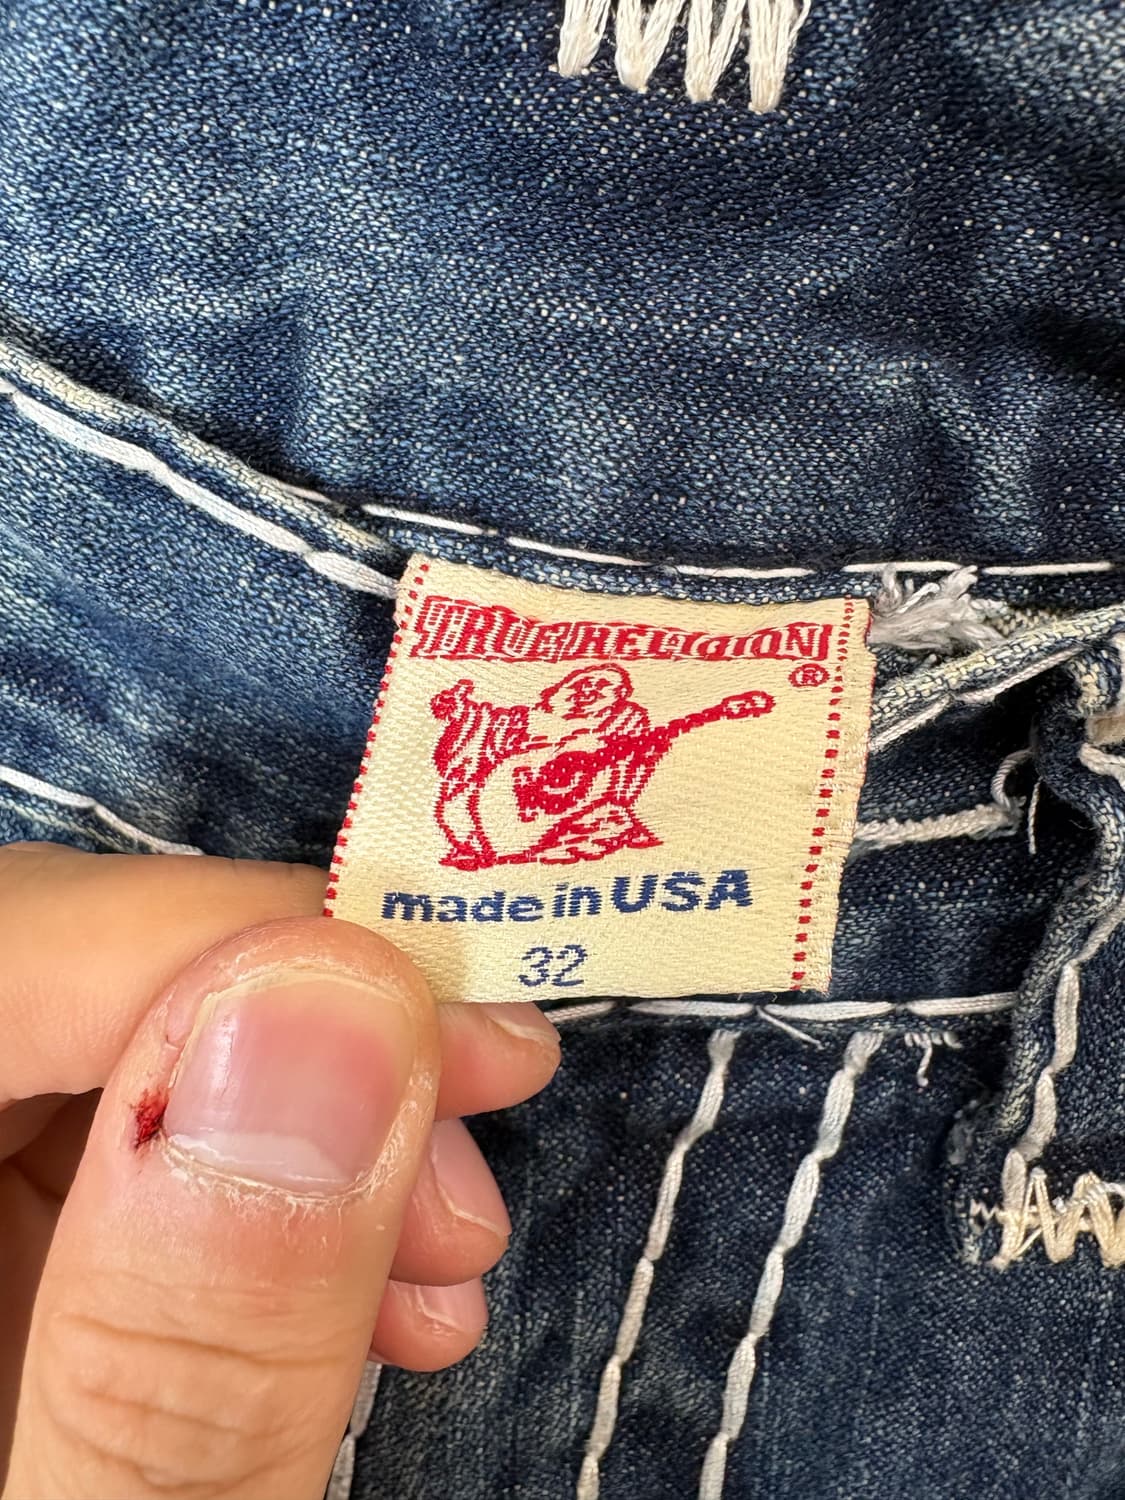 TRUE RELIGION
®
made in USA
32